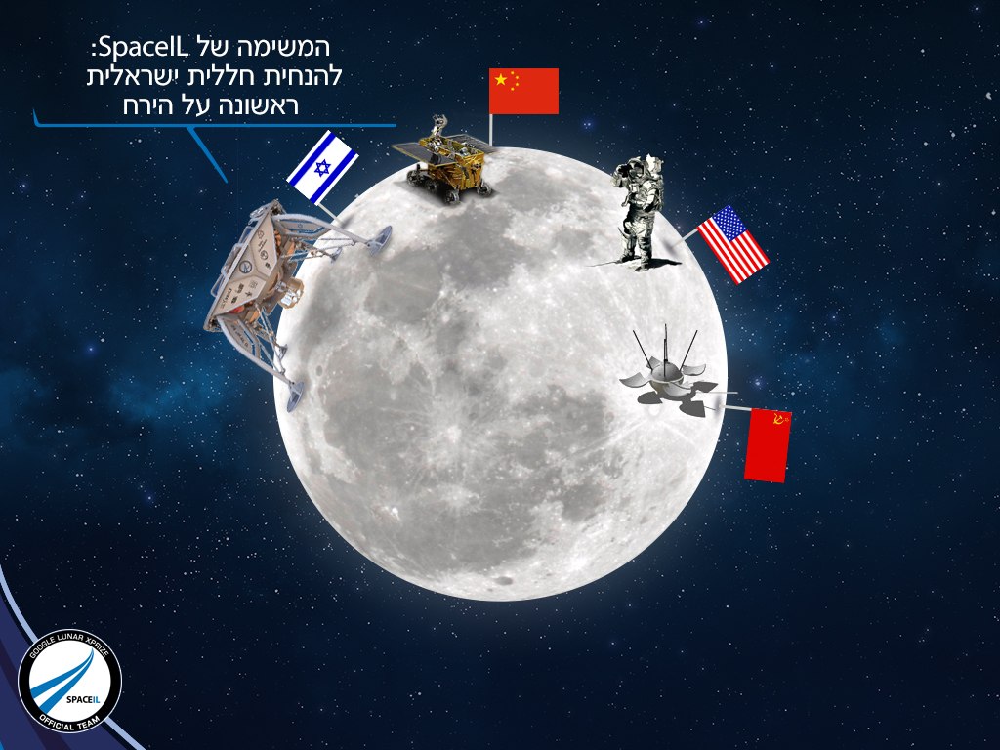 המשימה של SpaceIL:
להנחית חללית ישראלית
ראשונה על הירח
GOOGLE LUNAR XPRIZE
SPACEIL
OFFICIAL TEAM